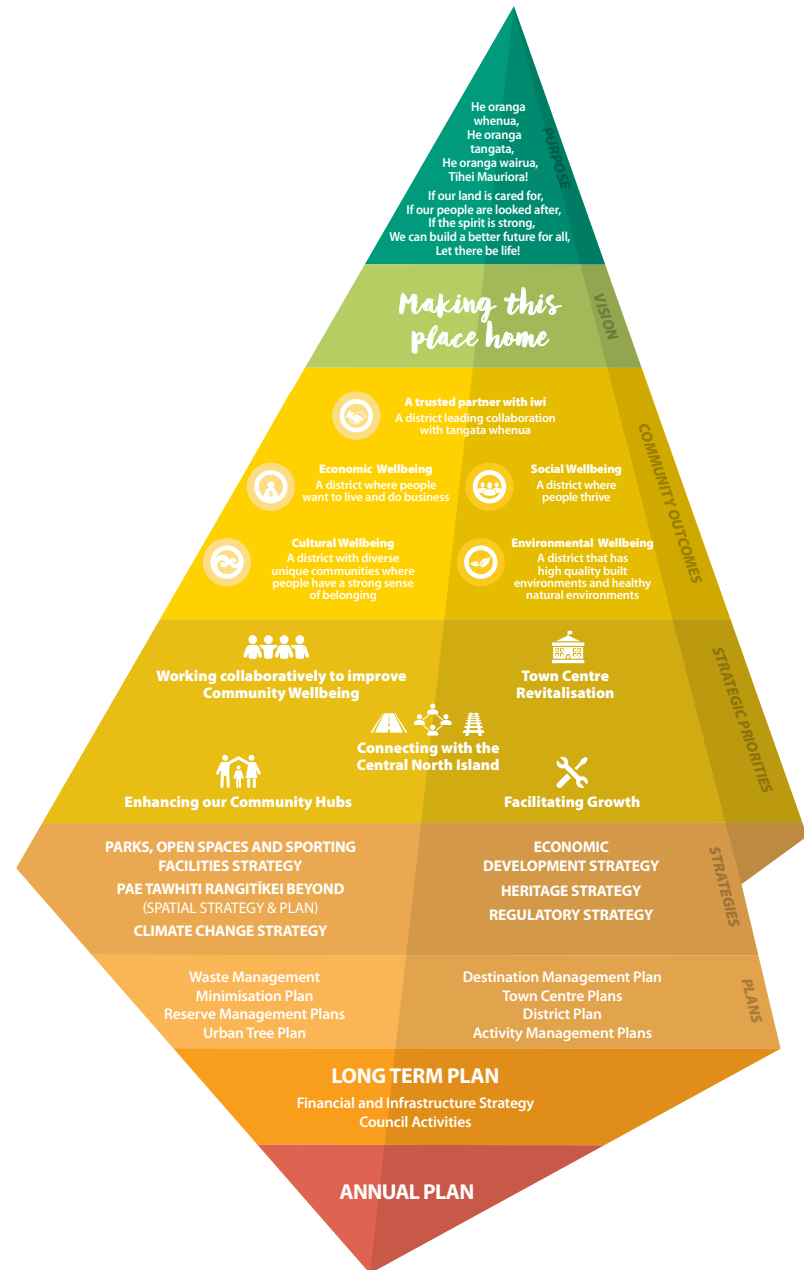 He oranga
whenua,
He oranga
tangata,
He oranga wairua,
Tihei Mauriora!
If our land is cared for,
If our people are looked after,
If the spirit is strong,
We can build a better future for all,
Let there be life!
PURPOSE
Making this
place home
VISION
A trusted partner with iwi
A district leading collaboration
with tangata whenua
Economic Wellbeing
A district where people
want to live and do business
Social Wellbeing
A district where
people thrive
Cultural Wellbeing
A district with diverse
unique communities where
people have a strong sense
of belonging
Environmental Wellbeing
A district that has
high quality built
environments and healthy
natural environments
COMMUNITY OUTCOMES
Working collaboratively to improve
Community Wellbeing
Town Centre
Revitalisation
Connecting with the
Central North Island
Enhancing our Community Hubs
Facilitating Growth
STRATEGIC PRIORITIES
PARKS, OPEN SPACES AND SPORTING
FACILITIES STRATEGY
PAE TAWHITI RANGITĪKEI BEYOND
(SPATIAL STRATEGY & PLAN)
CLIMATE CHANGE STRATEGY
ECONOMIC
DEVELOPMENT STRATEGY
HERITAGE STRATEGY
REGULATORY STRATEGY
STRATEGIES
Waste Management
Minimisation Plan
Reserve Management Plans
Urban Tree Plan
Destination Management Plan
Town Centre Plans
District Plan
Activity Management Plans
PLANS
LONG TERM PLAN
Financial and Infrastructure Strategy
Council Activities
ANNUAL PLAN